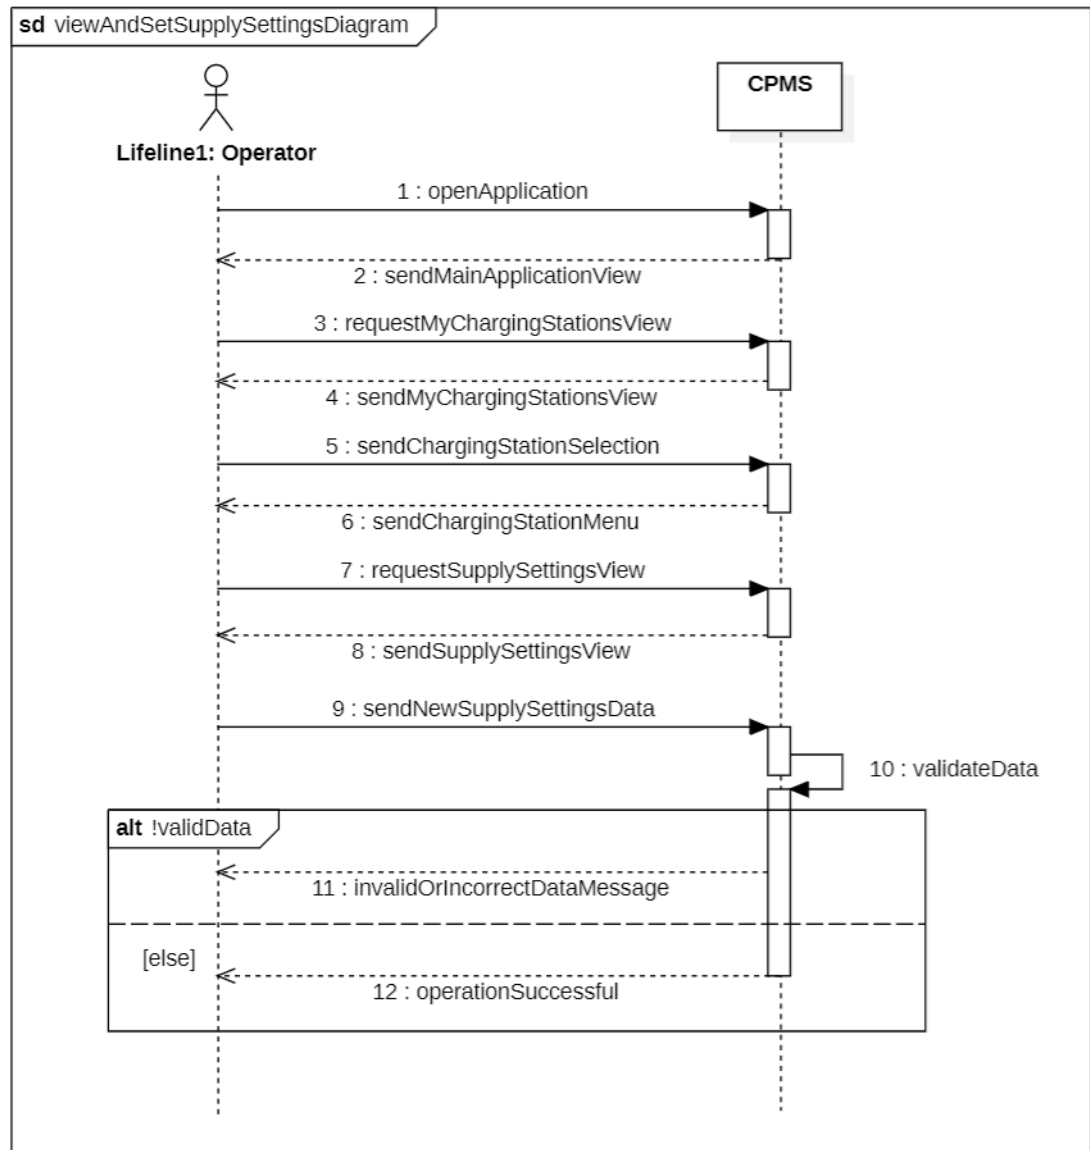 sd viewAndSetSupplySettingsDiagram
CPMS
Lifeline1: Operator
1 : openApplication
2 : sendMainApplicationView
3 : requestMyChargingStationsView
4 : sendMyChargingStationsView
5 : sendChargingStationSelection
6 : sendChargingStationMenu
7 : requestSupplySettingsView
8 : sendSupplySettingsView
9 : sendNewSupplySettingsData
10 : validateData
alt !validData
11 : invalidOrIncorrectDataMessage
[else]
12 : operationSuccessful